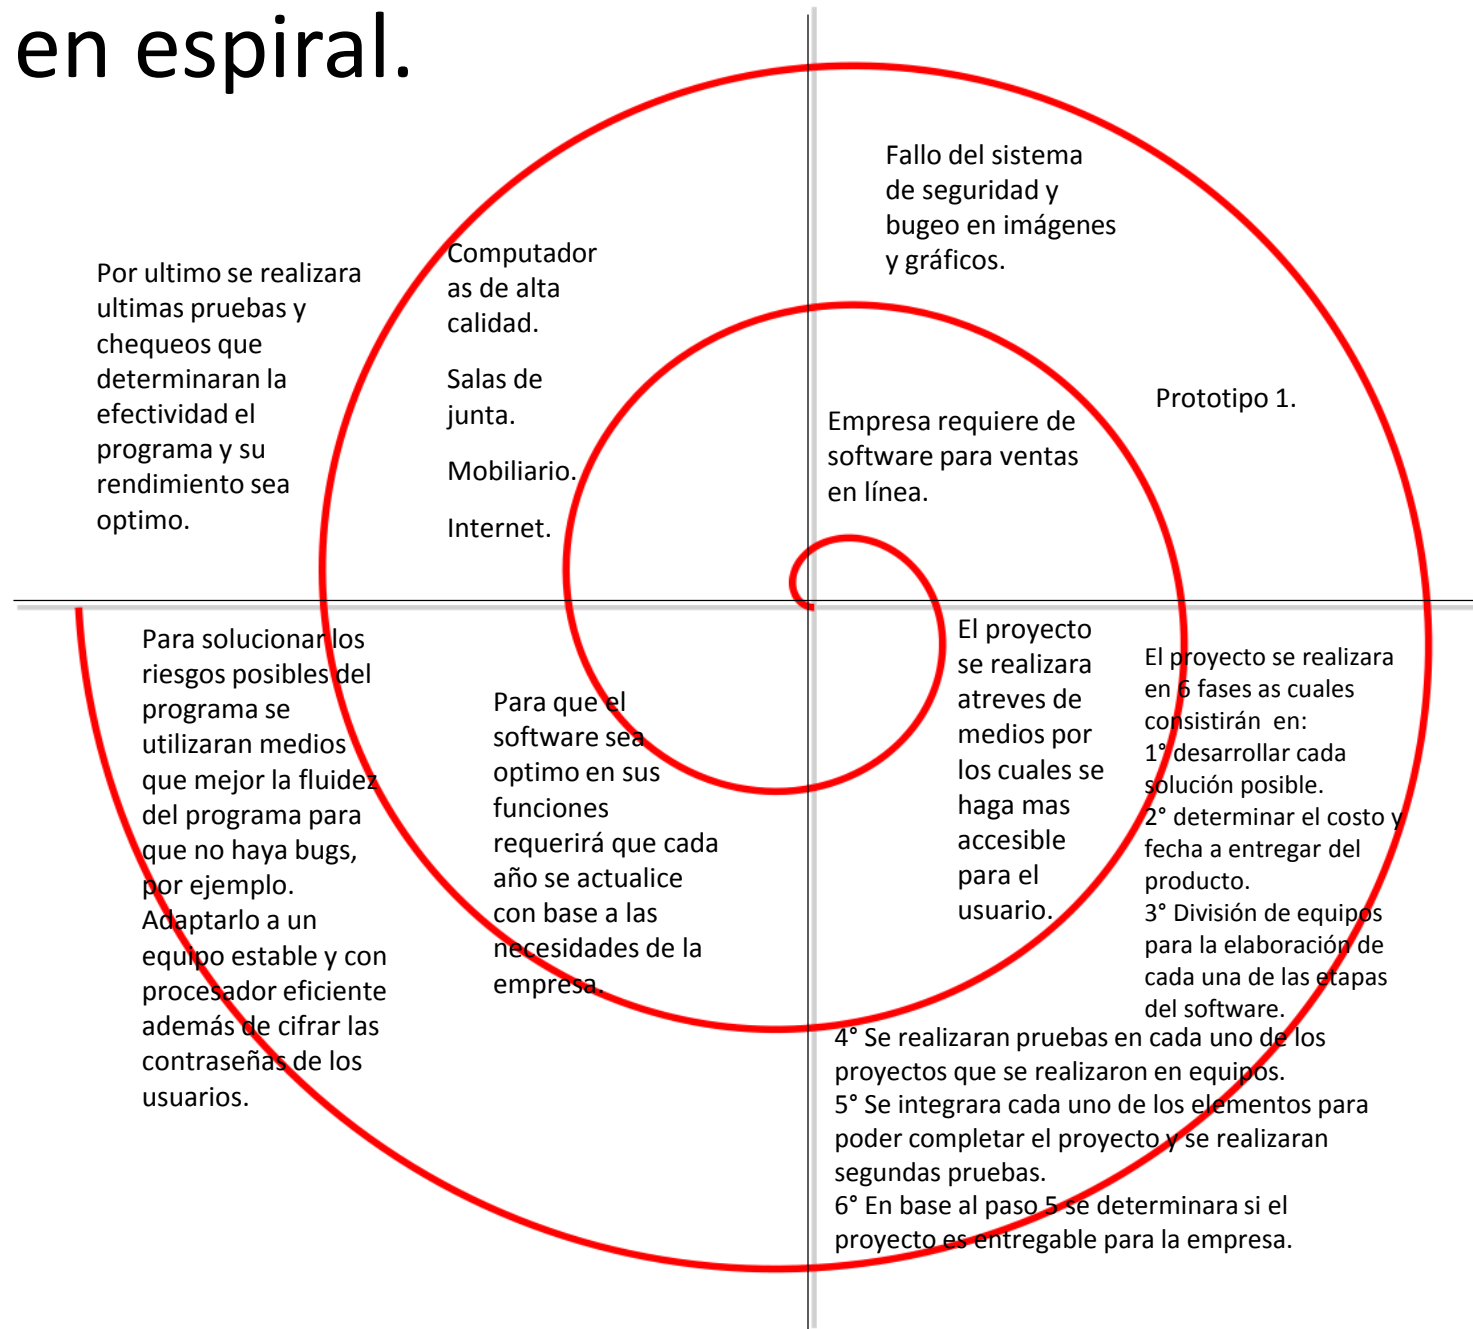 en espiral.
Fallo del sistema
de seguridad y
bugeo en imágenes
y gráficos.
Computador
as de alta
calidad.
Salas de
junta.
Mobiliario.
Internet.
Por ultimo se realizara
ultimas pruebas y
chequeos que
determinaran la
efectividad el
programa y su
rendimiento sea
optimo.
Prototipo 1.
Empresa requiere de
software para ventas
en línea.
Para solucionar los
riesgos posibles del
programa se
utilizaran medios
que mejor la fluidez
del programa para
que no haya bugs,
por ejemplo.
Adaptarlo a un
equipo estable y con
procesador eficiente
además de cifrar las
contraseñas de los
usuarios.
Para que el
software sea
optimo en sus
funciones
requerirá que cada
año se actualice
con base a las
necesidades de la
empresa.
El proyecto
se realizara
atreves de
medios por
los cuales se
haga mas
accesible
para el
usuario.
El proyecto se realizara
en 6 fases as cuales
consistirán  en:
1° desarrollar cada
solución posible.
2° determinar el costo y
fecha a entregar del
producto.
3° División de equipos
para la elaboración de
cada una de las etapas
del software.
4° Se realizaran pruebas en cada uno de los
proyectos que se realizaron en equipos.
5° Se integrara cada uno de los elementos para
poder completar el proyecto y se realizaran
segundas pruebas.
6° En base al paso 5 se determinara si el
proyecto es entregable para la empresa.